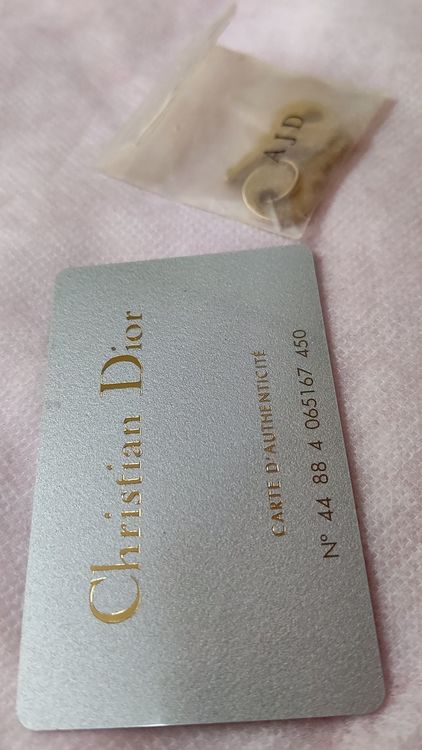 Christian Dior
CARTE D'AUTHENTICITÉ
N° 44 88 4 065167 450